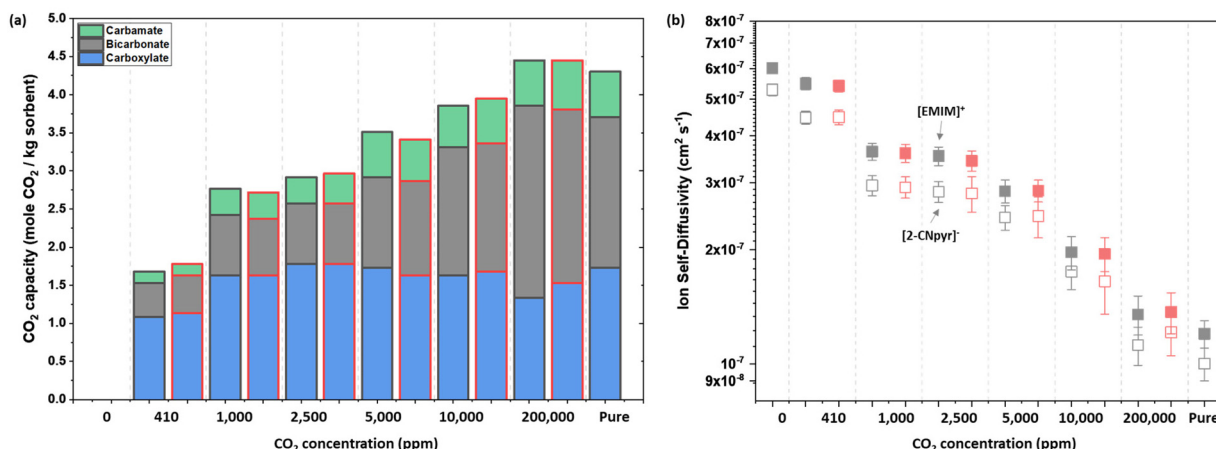 (a)
5.0
4.5
4.0
3.5
3.0
2.5
2.0
1.5
1.0
0.5
0.0
CO₂ capacity (mole CO₂ / kg sorbent)
Carbamate
Bicarbonate
Carboxylate
0 410 1,000 2,500 5,000 10,000 200,000 Pure
CO₂ concentration (ppm)
(b)
8x10⁻⁷
7x10⁻⁷
6x10⁻⁷
5x10⁻⁷
4x10⁻⁷
3x10⁻⁷
2x10⁻⁷
10⁻⁷
9x10⁻⁸
Ion Self-Diffusivity (cm² s⁻¹)
[EMIM]⁺
[2-CNpyr]⁻
0 410 1,000 2,500 5,000 10,000 200,000 Pure
CO₂ concentration (ppm)